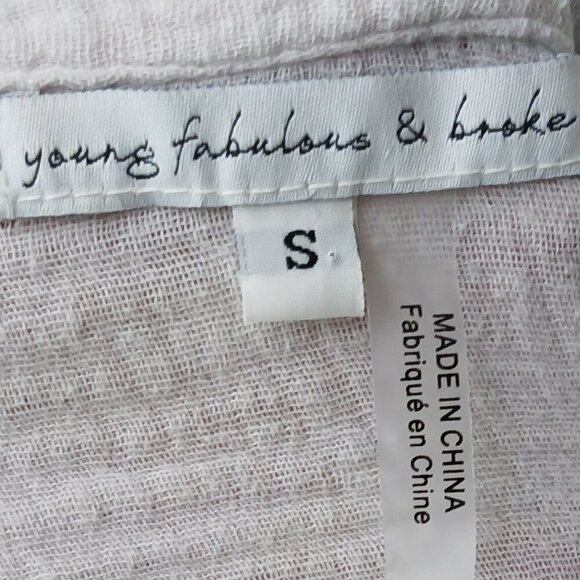 young fabulous & broke
S
MADE IN CHINA
Fabriqué en Chine